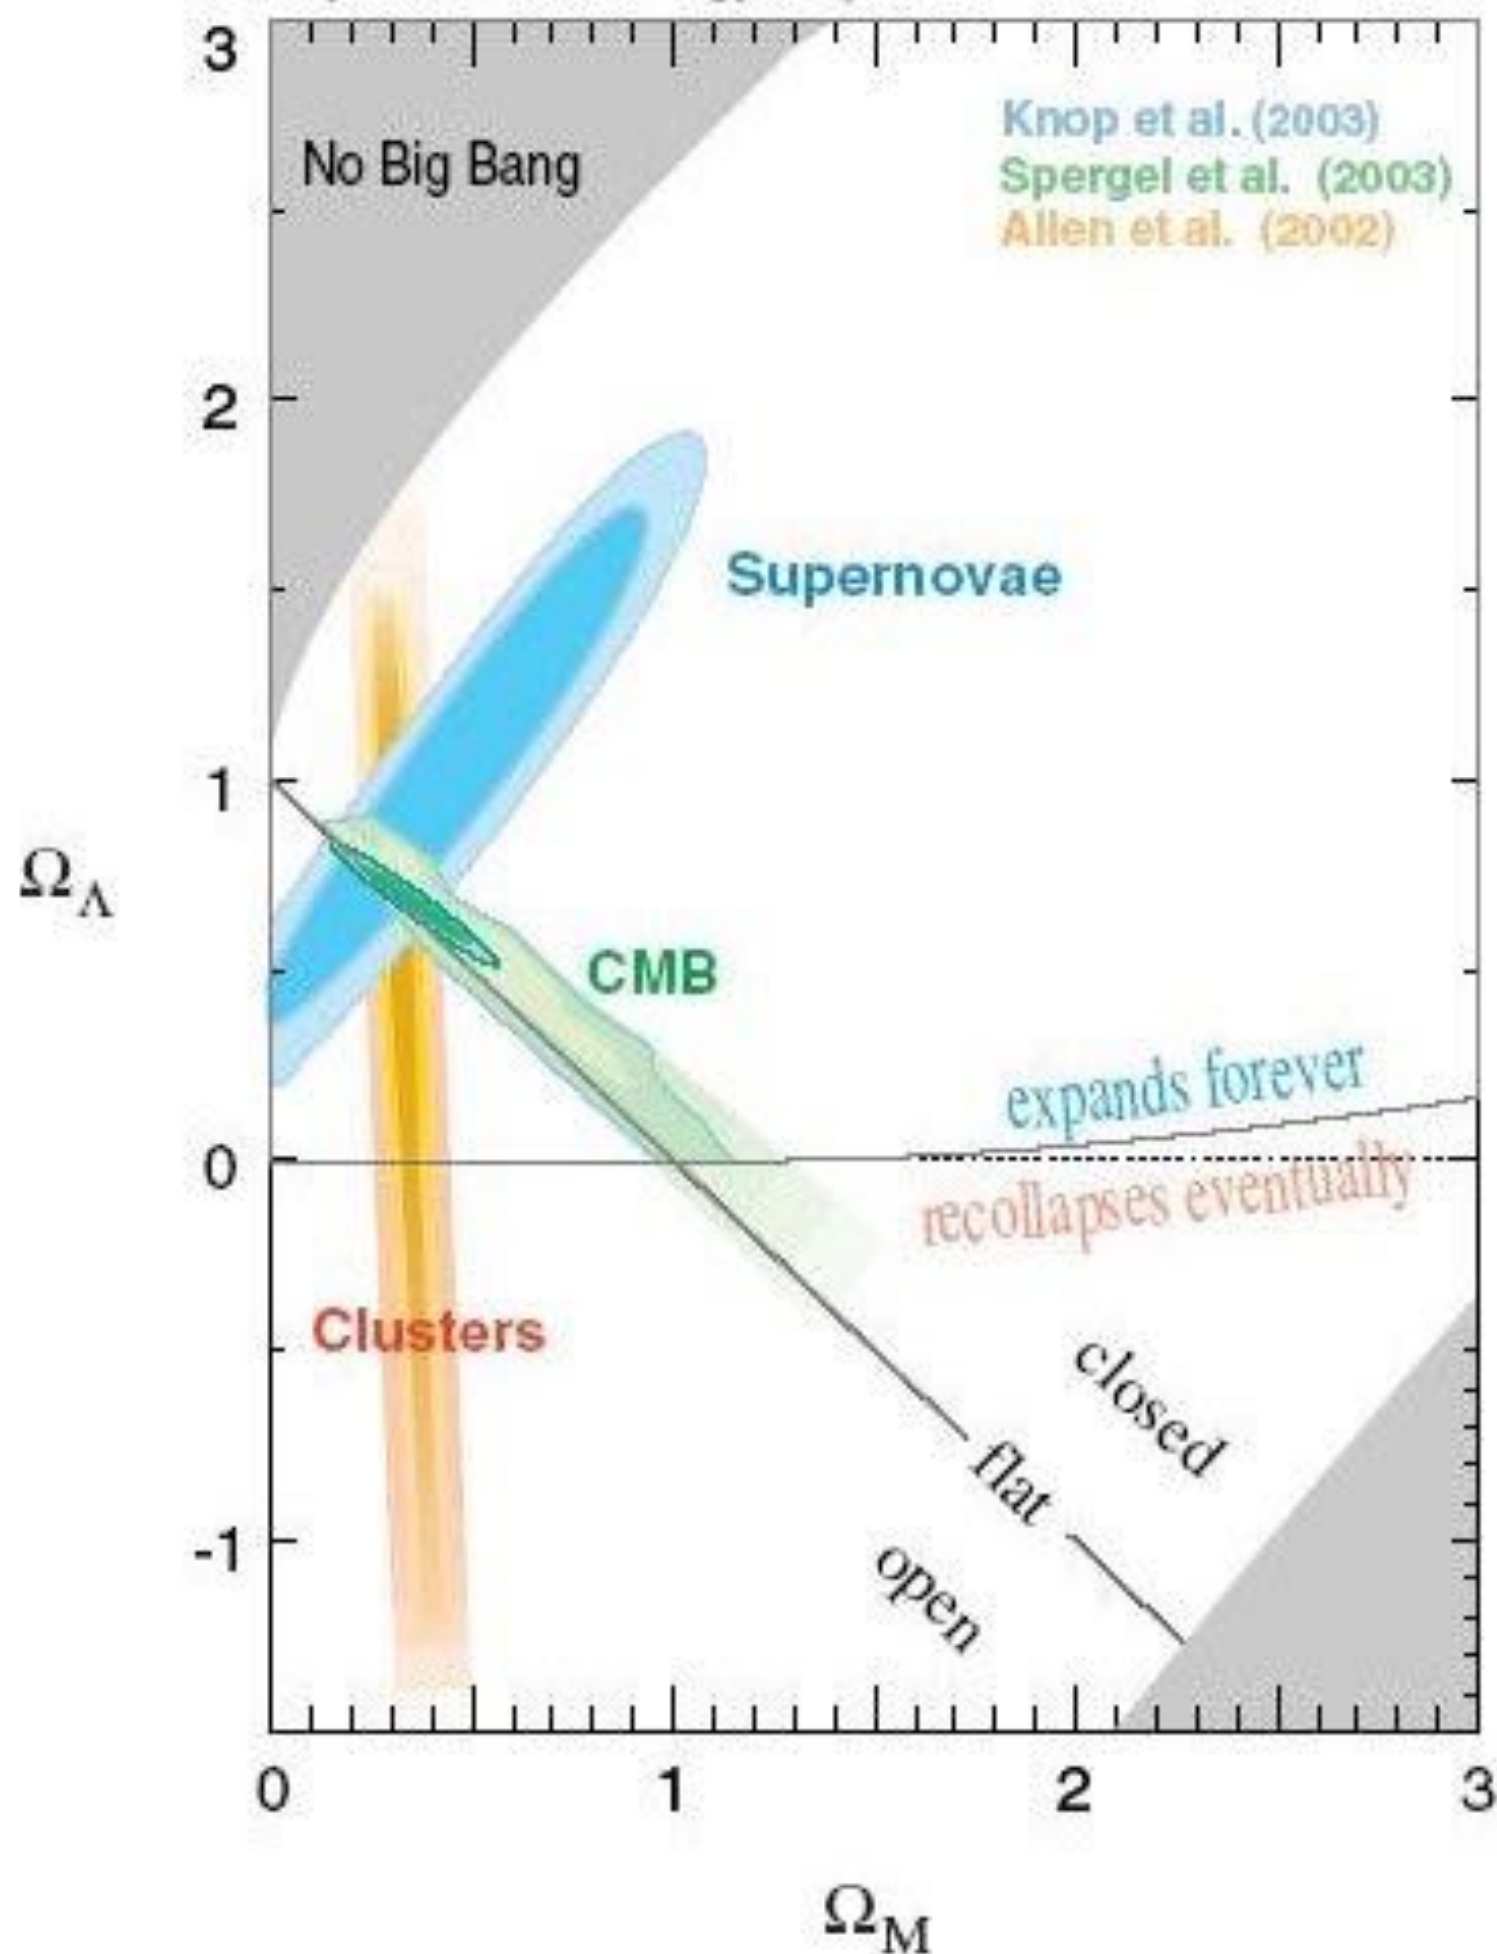 3
No Big Bang
Knop et al. (2003)
Spergel et al. (2003)
Allen et al. (2002)
2
Supernovae
1
Ω_Λ
CMB
expands forever
0
recollapses eventually
Clusters
closed
flat
-1
open
0 1 2 3
Ω_M